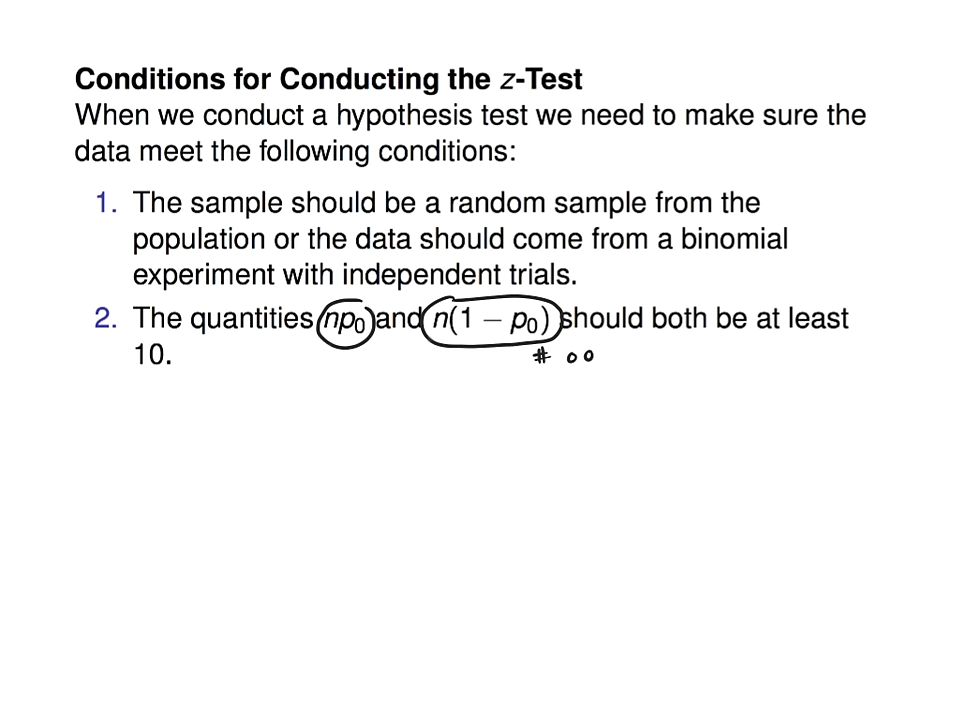 Conditions for Conducting the z-Test
When we conduct a hypothesis test we need to make sure the
data meet the following conditions:
1. The sample should be a random sample from the
population or the data should come from a binomial
experiment with independent trials.
2. The quantities np₀ and n(1 − p₀) should both be at least
10.
# oo